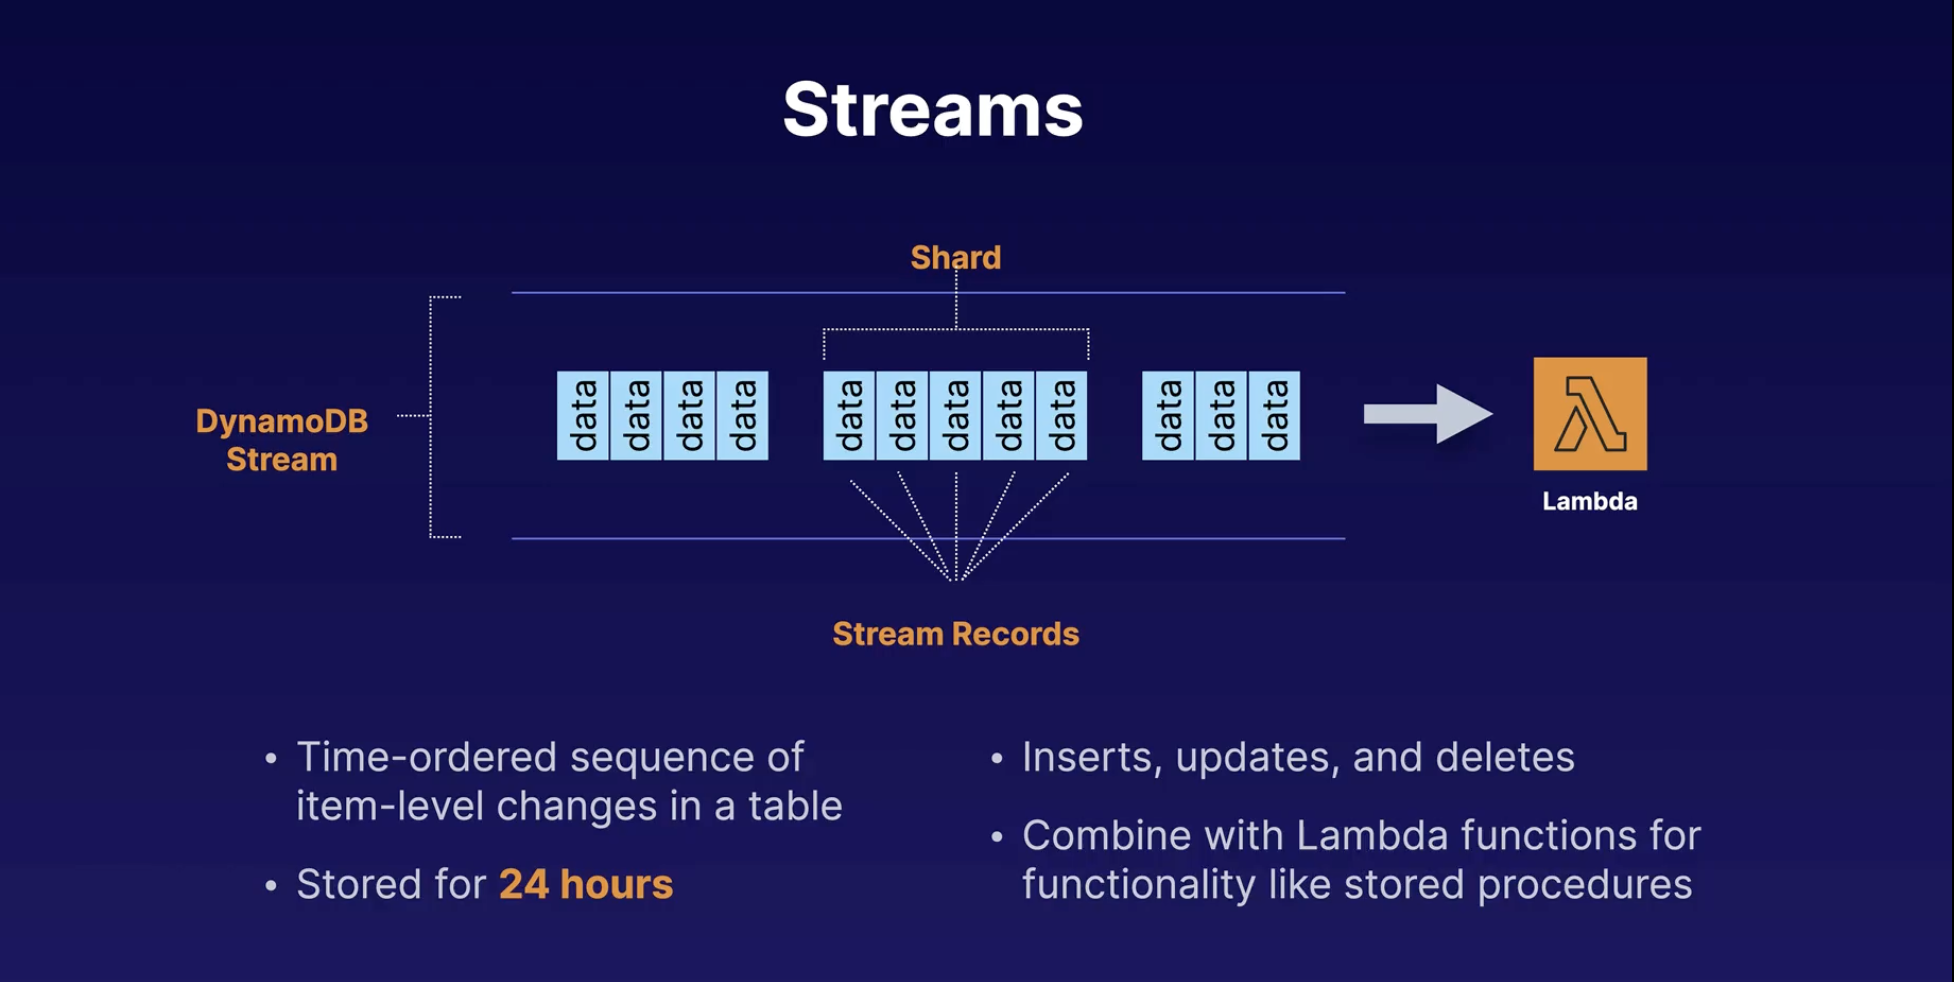 Streams
Shard
DynamoDB
Stream
data data data data
data data data data data
data data data
Lambda
Stream Records
• Time-ordered sequence of
item-level changes in a table
• Stored for 24 hours
• Inserts, updates, and deletes
• Combine with Lambda functions for
functionality like stored procedures